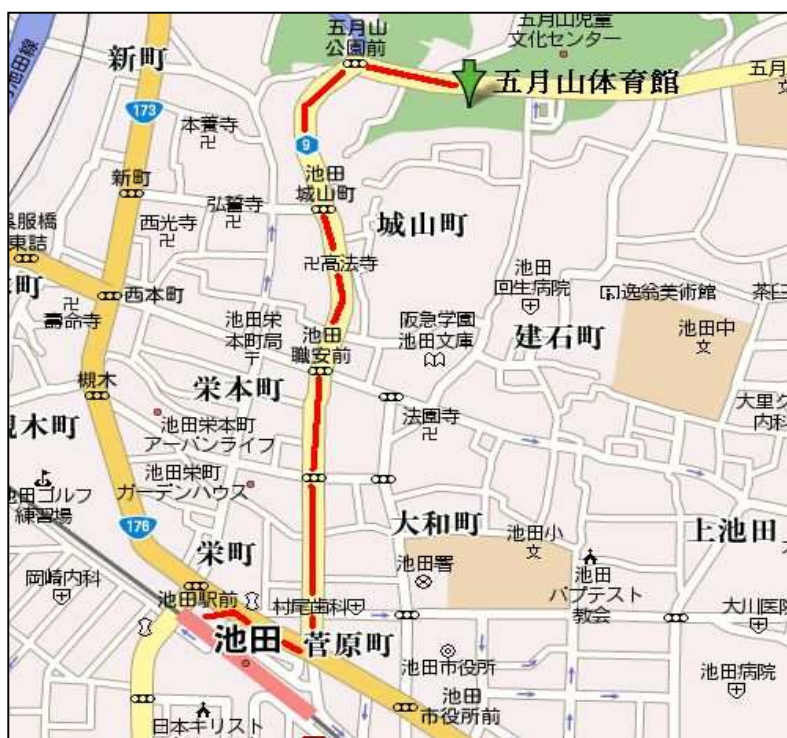 五月山
公園前
五月山児童
文化センター
新町
五月山体育館
173
本養寺
9
新町
池田
城山町
西光寺
弘誓寺
城山町
呉服橋
東詰
高法寺
池田
回生病院
逸翁美術館
西本町
壽命寺
池田栄
本町局
池田
職安前
阪急学園
池田文庫
建石町
池田中
槻木
栄本町
池田栄本町
アーバンライフ
法園寺
大里ク
内科
槻木町
池田栄町
ガーデンハウス
池田ゴルフ
練習場
176
大和町
池田小
上池田
栄町
岡崎内科
池田署
池田
バプテスト
教会
池田駅前
村尾歯科
大川医院
池田
菅原町
池田市役所
池田病院
池田
市役所前
日本キリスト